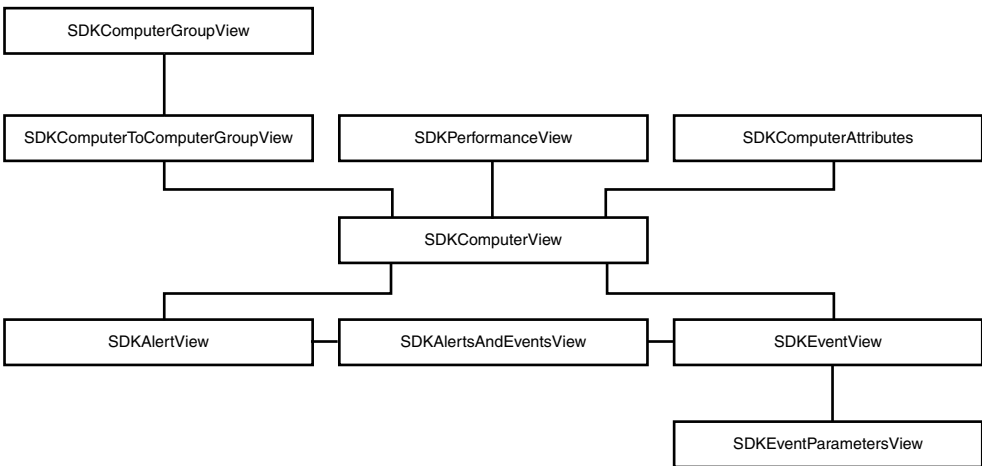 SDKComputerGroupView
SDKComputerToComputerGroupView
SDKPerformanceView
SDKComputerAttributes
SDKComputerView
SDKAlertView
SDKAlertsAndEventsView
SDKEventView
SDKEventParametersView